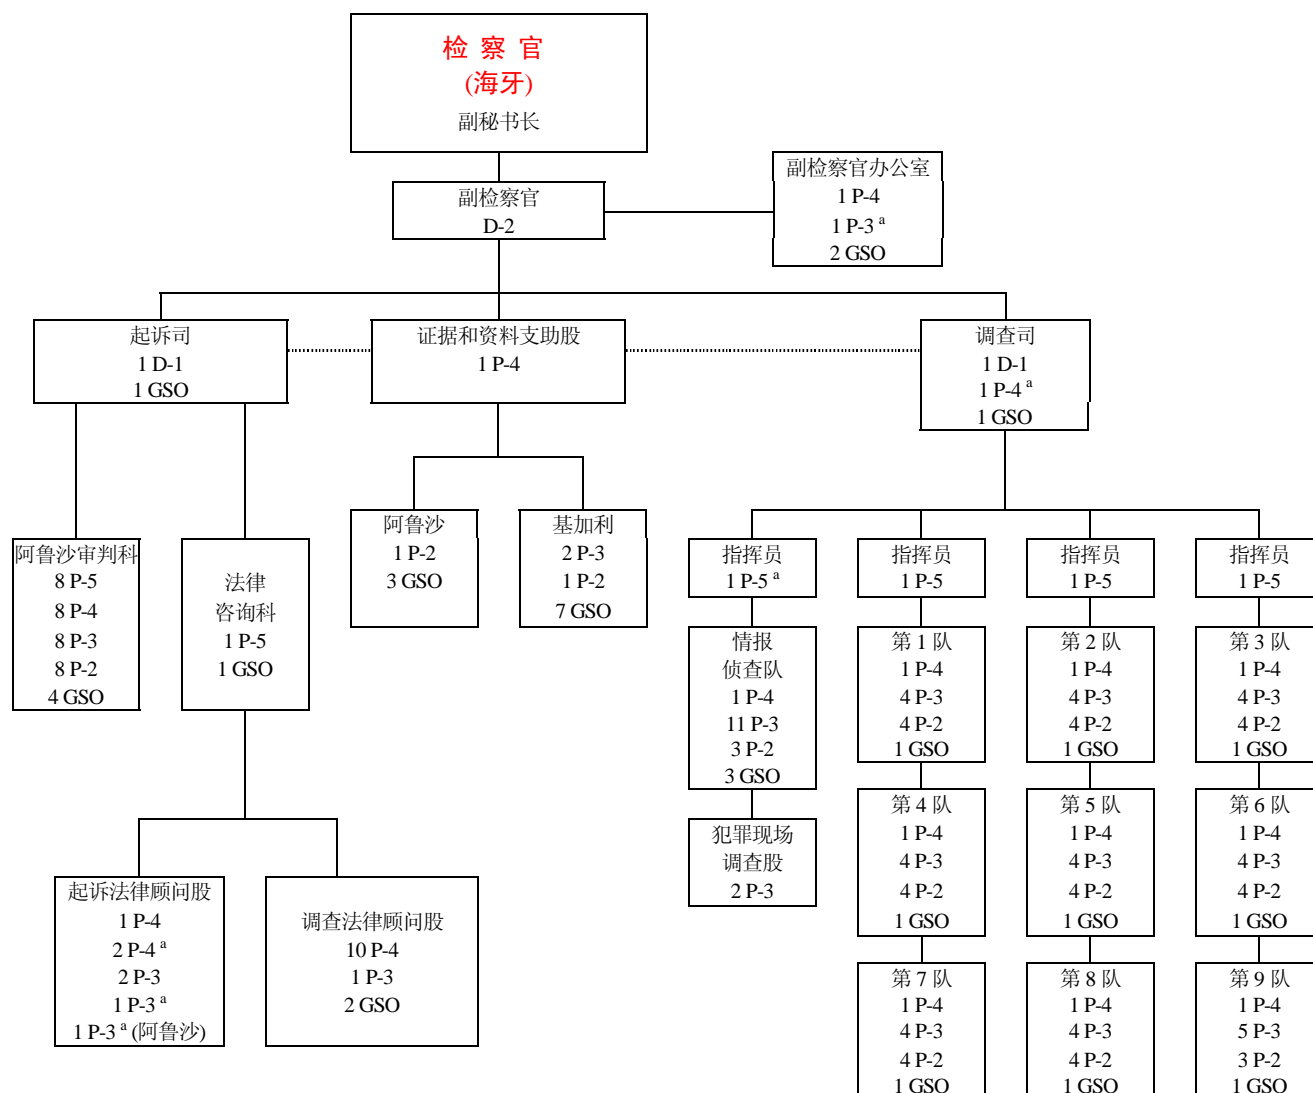 检 察 官
(海牙)
副秘书长
副检察官办公室
1 P-4
1 P-3 a
2 GSO
副检察官
D-2
起诉司
1 D-1
1 GSO
证据和资料支助股
1 P-4
调查司
1 D-1
1 P-4 a
1 GSO
阿鲁沙审判科
8 P-5
8 P-4
8 P-3
8 P-2
4 GSO
法律
咨询科
1 P-5
1 GSO
阿鲁沙
1 P-2
3 GSO
基加利
2 P-3
1 P-2
7 GSO
指挥员
1 P-5 a
指挥员
1 P-5
指挥员
1 P-5
指挥员
1 P-5
情报
侦查队
1 P-4
11 P-3
3 P-2
3 GSO
第 1 队
1 P-4
4 P-3
4 P-2
1 GSO
第 2 队
1 P-4
4 P-3
4 P-2
1 GSO
第 3 队
1 P-4
4 P-3
4 P-2
1 GSO
犯罪现场
调查股
2 P-3
第 4 队
1 P-4
4 P-3
4 P-2
1 GSO
第 5 队
1 P-4
4 P-3
4 P-2
1 GSO
第 6 队
1 P-4
4 P-3
4 P-2
1 GSO
起诉法律顾问股
1 P-4
2 P-4 a
2 P-3
1 P-3 a
1 P-3 a (阿鲁沙)
调查法律顾问股
10 P-4
1 P-3
2 GSO
第 7 队
1 P-4
4 P-3
4 P-2
1 GSO
第 8 队
1 P-4
4 P-3
4 P-2
1 GSO
第 9 队
1 P-4
5 P-3
3 P-2
1 GSO